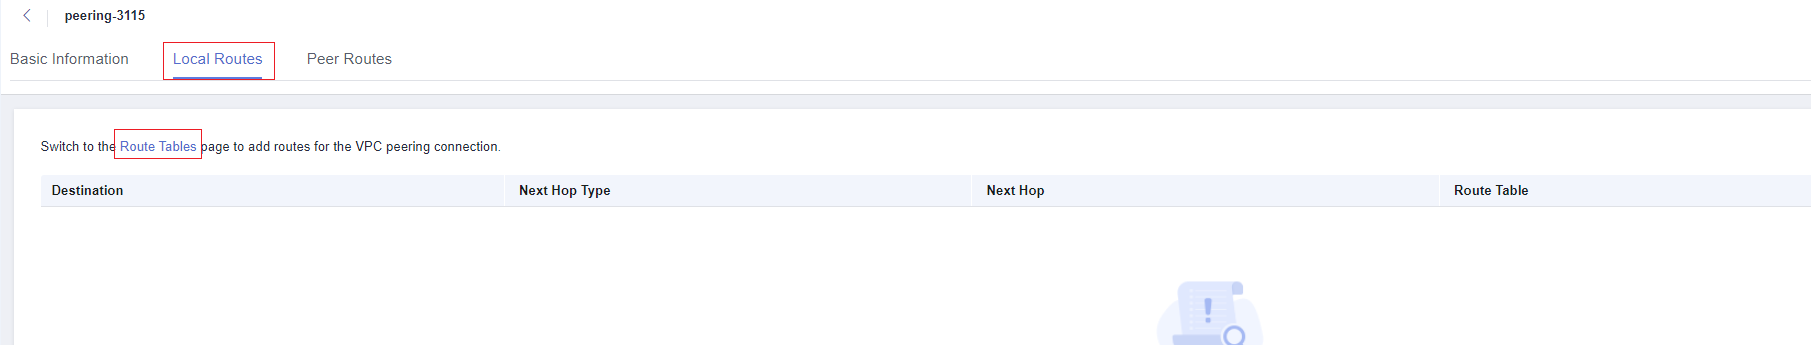 peering-3115
Basic Information Local Routes Peer Routes
Switch to the Route Tables page to add routes for the VPC peering connection.
Destination Next Hop Type Next Hop Route Table